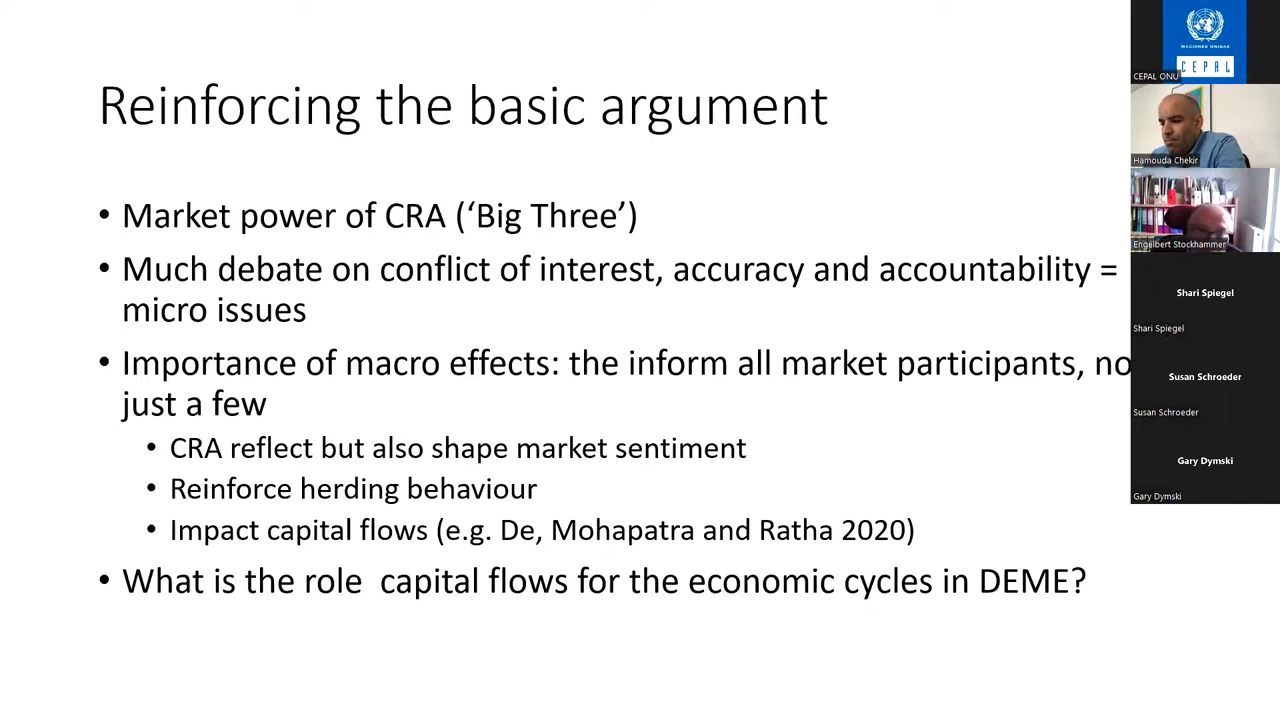 Reinforcing the basic argument
• Market power of CRA (‘Big Three’)
• Much debate on conflict of interest, accuracy and accountability =
micro issues
• Importance of macro effects: the inform all market participants, no
just a few
• CRA reflect but also shape market sentiment
• Reinforce herding behaviour
• Impact capital flows (e.g. De, Mohapatra and Ratha 2020)
• What is the role  capital flows for the economic cycles in DEME?
NACIONES UNIDAS
CEPAL
CEPAL ONU
Hamouda Chekir
Engelbert Stockhammer
Shari Spiegel
Shari Spiegel
Susan Schroeder
Susan Schroeder
Gary Dymski
Gary Dymski